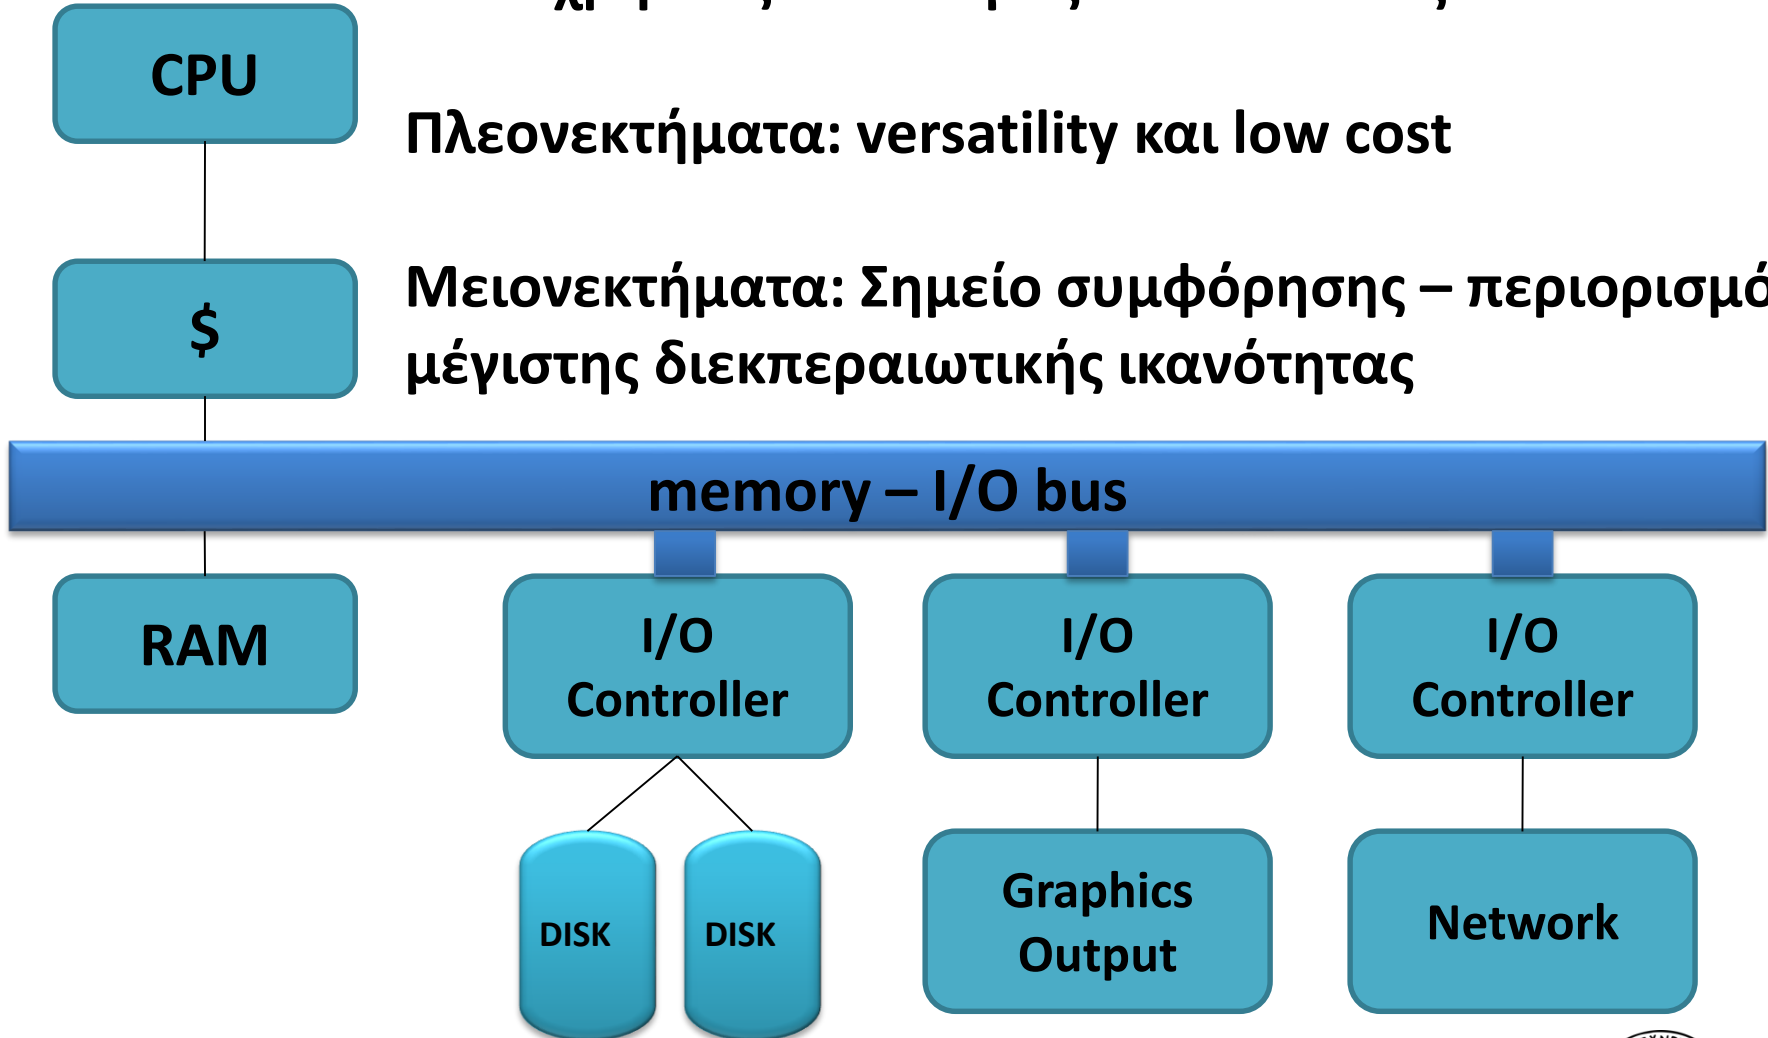 CPU
Πλεονεκτήματα: versatility και low cost
$
Μειονεκτήματα: Σημείο συμφόρησης – περιορισμό
μέγιστης διεκπεραιωτικής ικανότητας
memory – I/O bus
RAM
I/O
Controller
I/O
Controller
I/O
Controller
DISK
DISK
Graphics
Output
Network